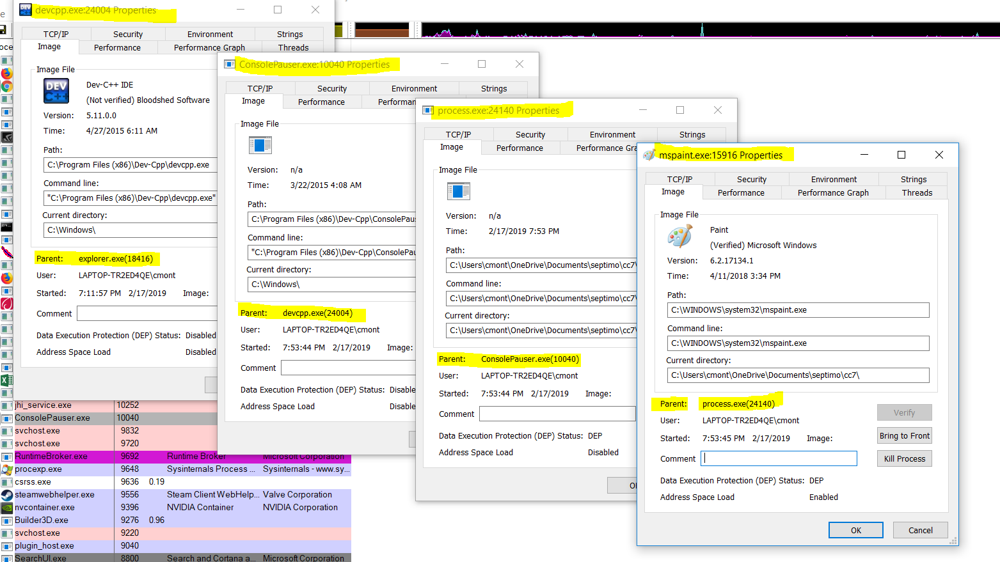 devcpp.exe:24004 Properties
TCP/IP Security Environment Strings
Image Performance Performance Graph Threads
Image File
DEV C++
Dev-C++ IDE
(Not verified) Bloodshed Software
Version: 5.11.0.0
Time: 4/27/2015 6:11 AM
Path:
C:\Program Files (x86)\Dev-Cpp\devcpp.exe
Command line:
"C:\Program Files (x86)\Dev-Cpp\devcpp.exe"
Current directory:
C:\Windows\
Parent: explorer.exe(18416)
User: LAPTOP-TR2ED4QE\cmont
Started: 7:11:57 PM 2/17/2019 Image:
Comment
Data Execution Protection (DEP) Status: Disabled
Address Space Load Disabled
ConsolePauser.exe:10040 Properties
TCP/IP Security Environment Strings
Image Performance Performan
Image File
Version: n/a
Time: 3/22/2015 4:08 AM
Path:
C:\Program Files (x86)\Dev-Cpp\ConsolePaus
Command line:
"C:\Program Files (x86)\Dev-Cpp\ConsolePa
Current directory:
C:\Windows\
Parent: devcpp.exe(24004)
User: LAPTOP-TR2ED4QE\cmont
Started: 7:53:44 PM 2/17/2019 Image:
Comment
Data Execution Protection (DEP) Status: Disable
Address Space Load Disable
process.exe:24140 Properties
TCP/IP Security Environment Strings
Image Performance Performance Gra
Image File
Version: n/a
Time: 2/17/2019 7:53 PM
Path:
C:\Users\cmont\OneDrive\Documents\septimo\cc7\
Command line:
C:\Users\cmont\OneDrive\Documents\septimo\cc7\
Current directory:
C:\Users\cmont\OneDrive\Documents\septimo\cc7\
Parent: ConsolePauser.exe(10040)
User: LAPTOP-TR2ED4QE\cmont
Started: 7:53:44 PM 2/17/2019 Image:
Comment
Data Execution Protection (DEP) Status: DEP
Address Space Load Disabled
mspaint.exe:15916 Properties
TCP/IP Security Environment Strings
Image Performance Performance Graph Threads
Image File
Paint
(Verified) Microsoft Windows
Version: 6.2.17134.1
Time: 4/11/2018 3:34 PM
Path:
C:\WINDOWS\system32\mspaint.exe
Command line:
C:\WINDOWS\system32\mspaint.exe
Current directory:
C:\Users\cmont\OneDrive\Documents\septimo\cc7\
Parent: process.exe(24140)
User: LAPTOP-TR2ED4QE\cmont
Started: 7:53:45 PM 2/17/2019 Image:
Comment
Verify
Bring to Front
Kill Process
Data Execution Protection (DEP) Status: DEP
Address Space Load Enabled
OK Cancel
jhi_service.exe 10252
ConsolePauser.exe 10040
svchost.exe 9832
svchost.exe 9720
RuntimeBroker.exe 9692 Runtime Broker Microsoft Corporation
procexp.exe 9648 Sysinternals Process ... Sysinternals - www.sy...
csrss.exe 9636 0.19
steamwebhelper.exe 9556 Steam Client WebHelp... Valve Corporation
nvcontainer.exe 9396 NVIDIA Container NVIDIA Corporation
Builder3D.exe 9276 0.96
svchost.exe 9220
plugin_host.exe 9040
SearchUI.exe 8800 Search and Cortana a... Microsoft Corporation